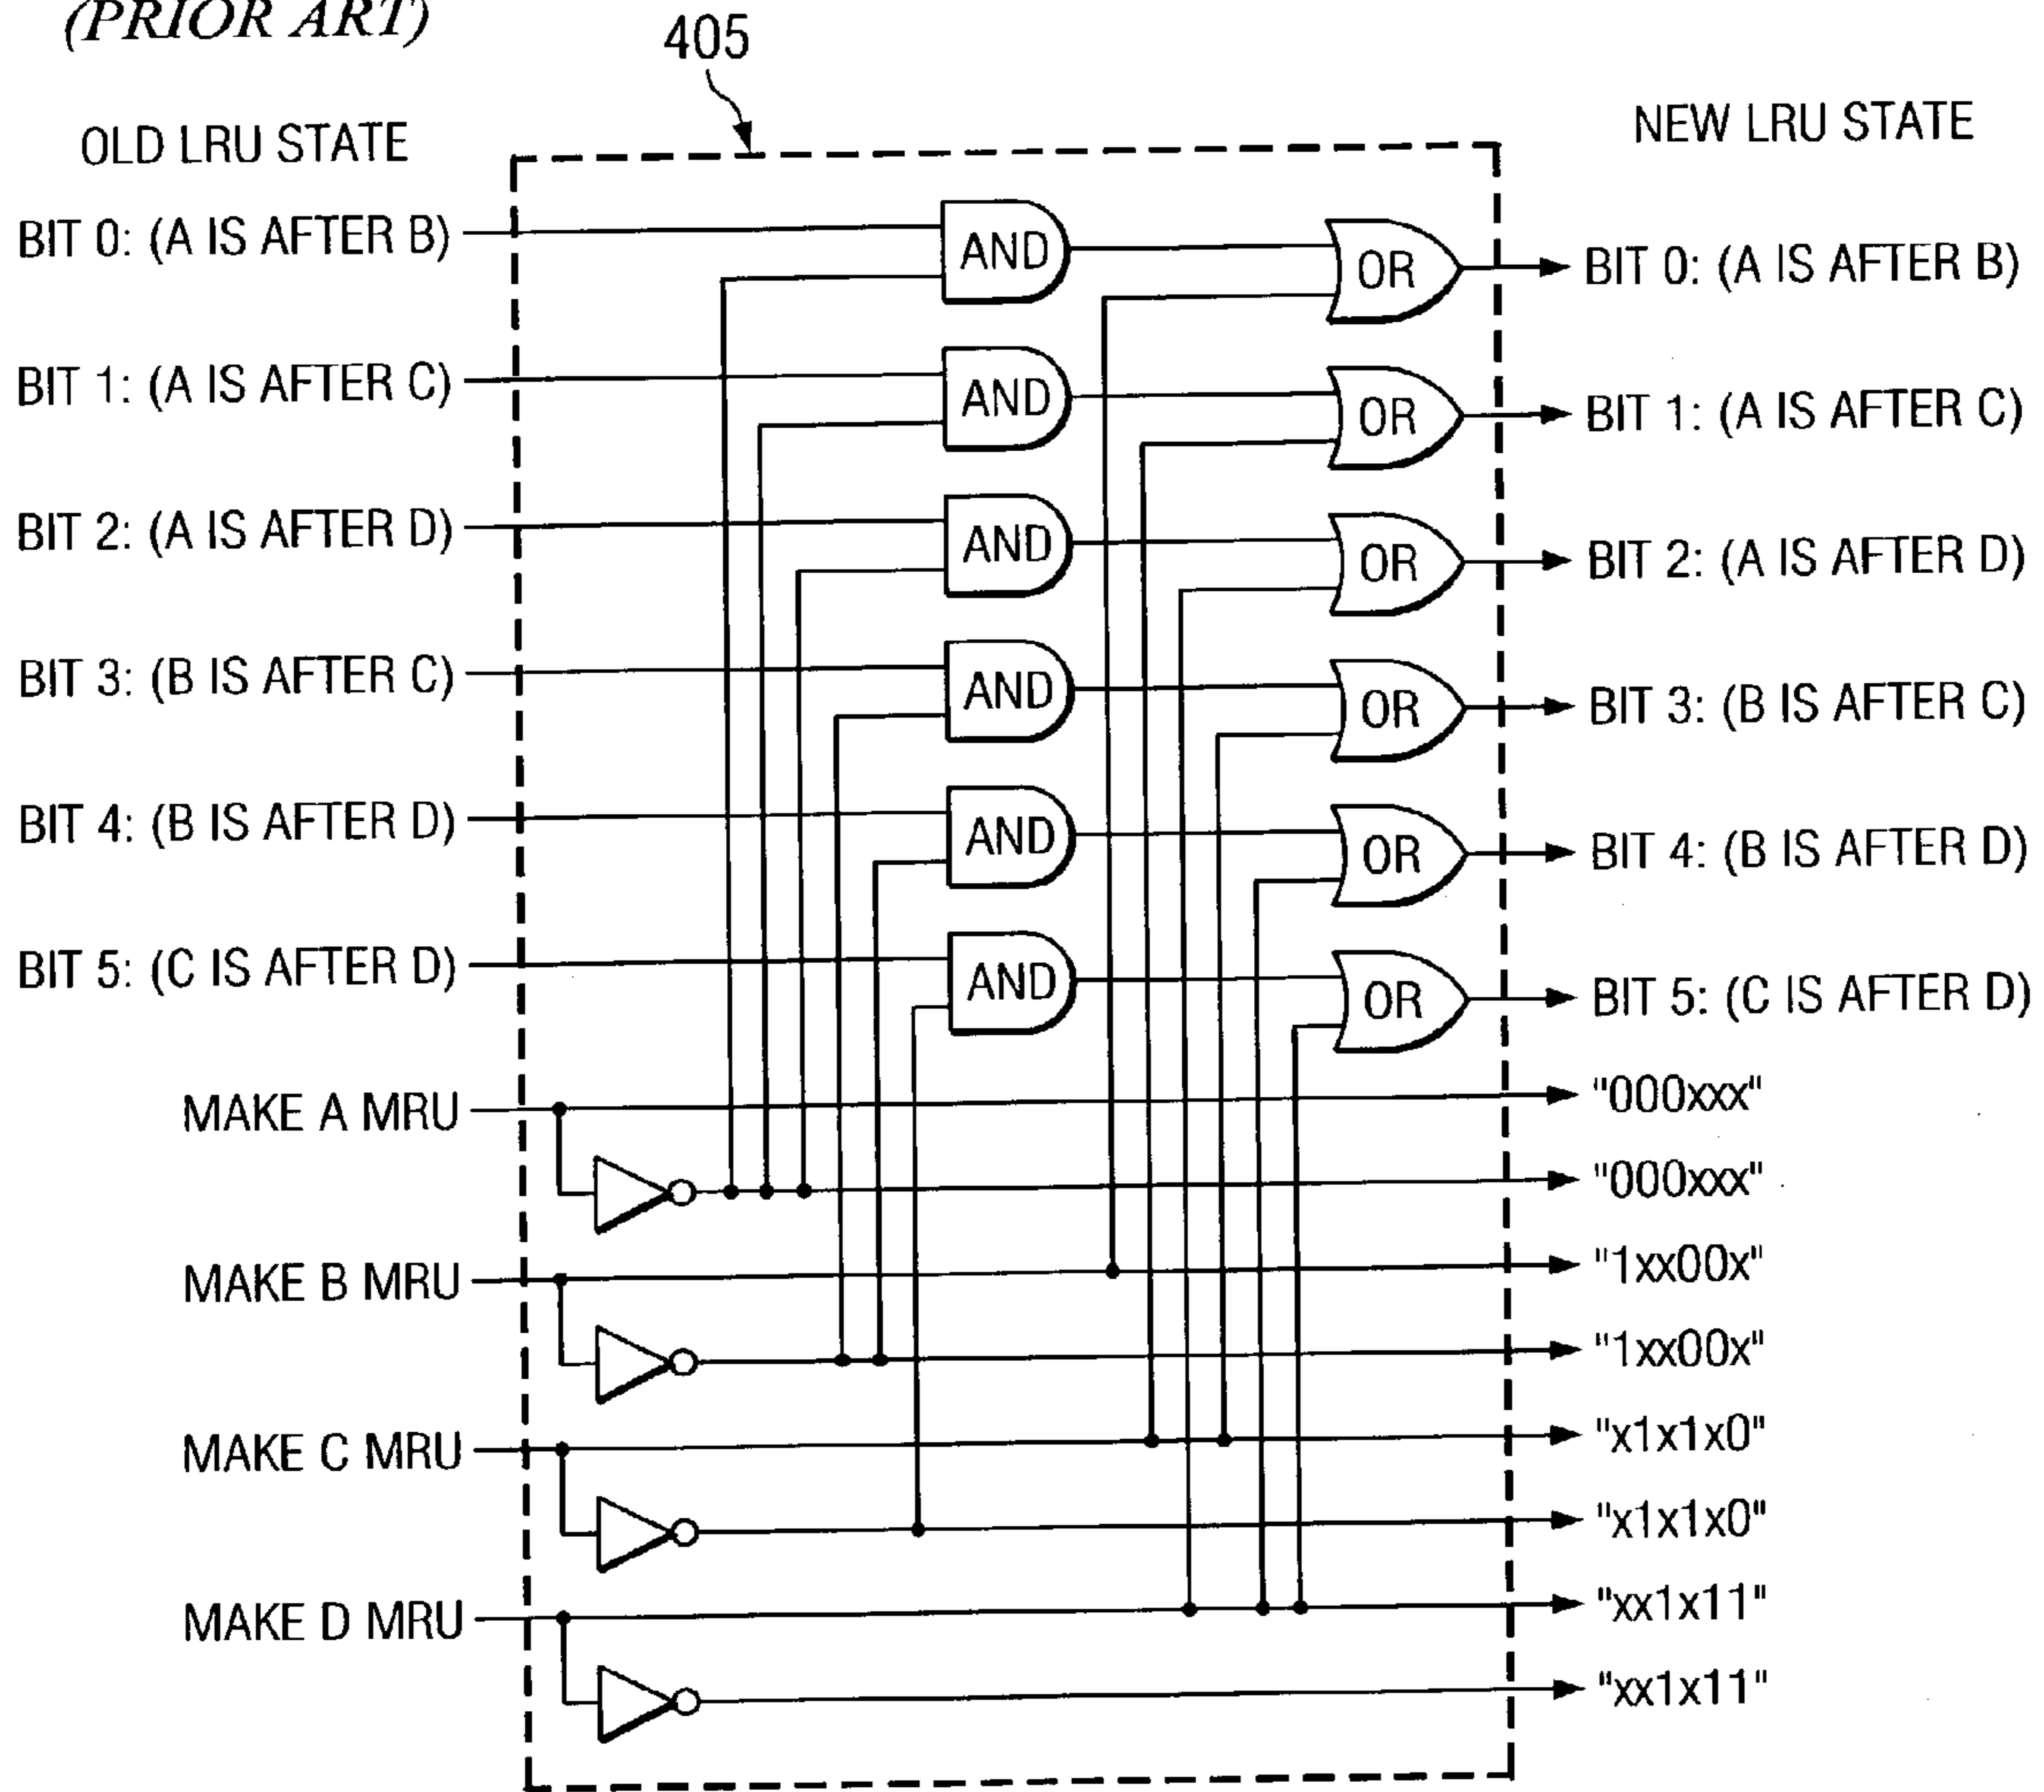 (PRIOR ART)
405
OLD LRU STATE
NEW LRU STATE
BIT 0: (A IS AFTER B)
AND
OR
BIT 0: (A IS AFTER B)
BIT 1: (A IS AFTER C)
AND
OR
BIT 1: (A IS AFTER C)
BIT 2: (A IS AFTER D)
AND
OR
BIT 2: (A IS AFTER D)
BIT 3: (B IS AFTER C)
AND
OR
BIT 3: (B IS AFTER C)
BIT 4: (B IS AFTER D)
AND
OR
BIT 4: (B IS AFTER D)
BIT 5: (C IS AFTER D)
AND
OR
BIT 5: (C IS AFTER D)
MAKE A MRU
"000xxx"
"000xxx"
MAKE B MRU
"1xx00x"
"1xx00x"
MAKE C MRU
"x1x1x0"
"x1x1x0"
MAKE D MRU
"xx1x11"
"xx1x11"